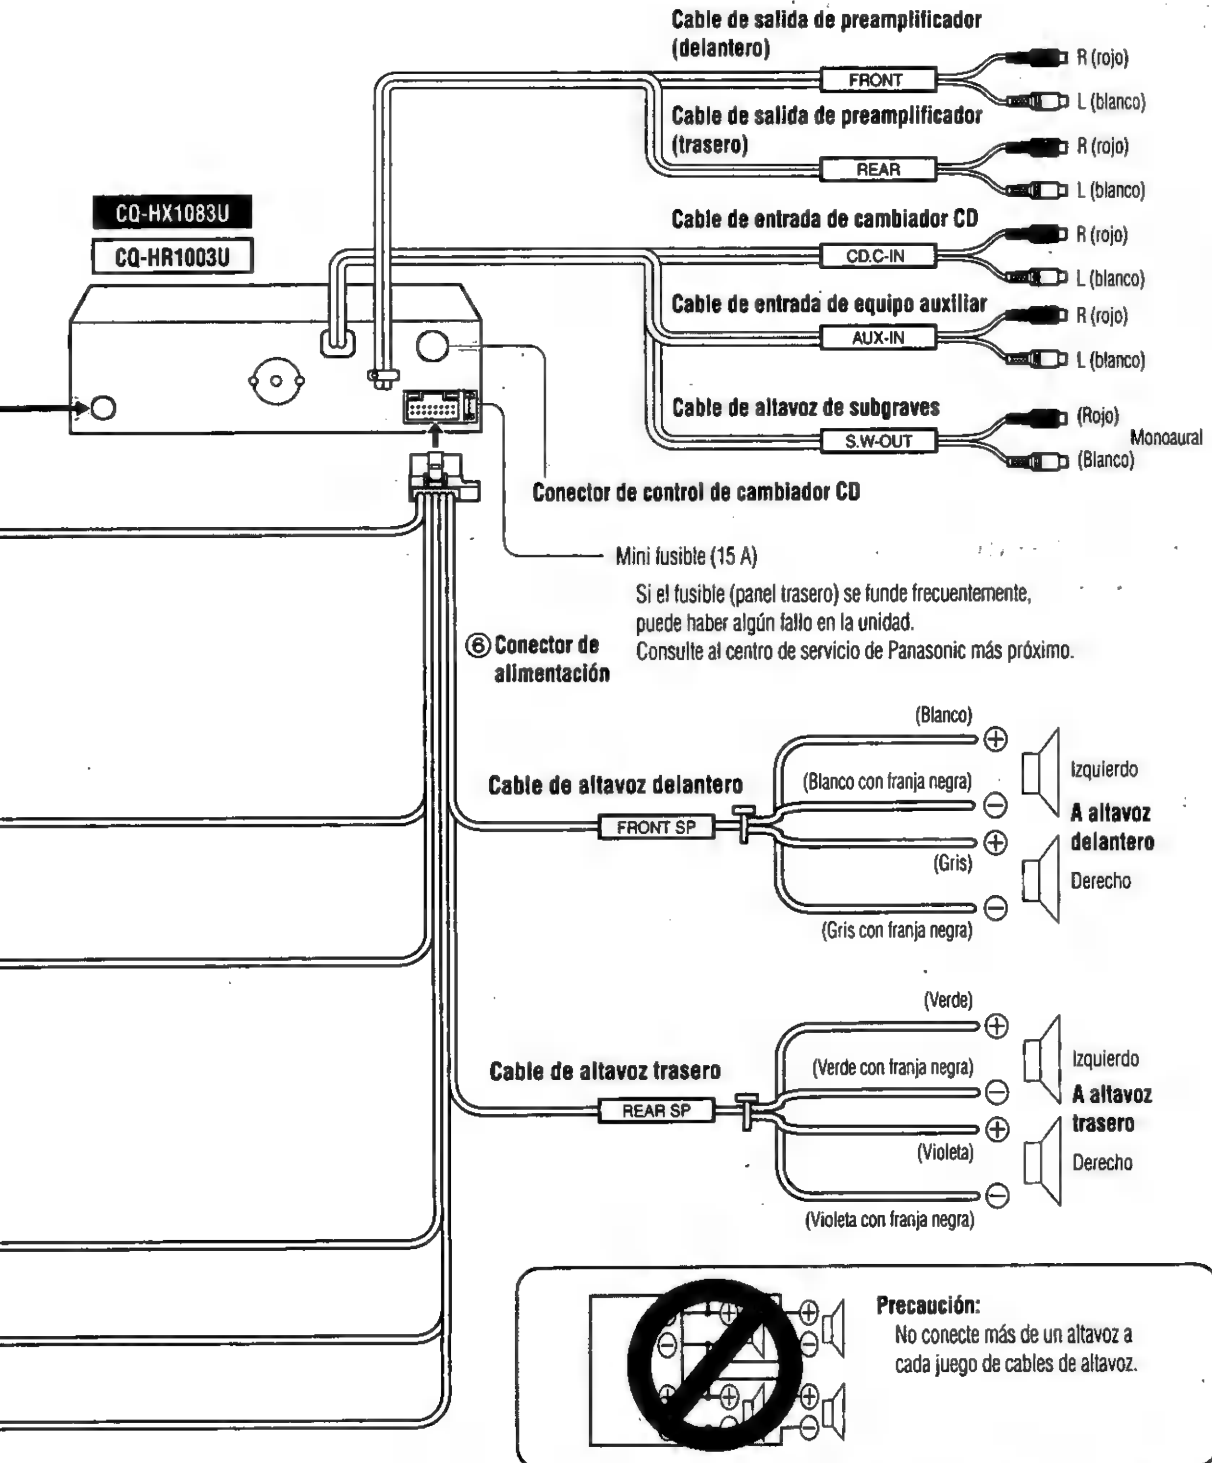 Cable de salida de preamplificador
(delantero)
R (rojo)
FRONT
L (blanco)
Cable de salida de preamplificador
(trasero)
R (rojo)
REAR
L (blanco)
CQ-HX1083U
CQ-HR1003U
Cable de entrada de cambiador CD
R (rojo)
CD.C-IN
L (blanco)
Cable de entrada de equipo auxiliar
R (rojo)
AUX-IN
L (blanco)
Cable de altavoz de subgraves
(Rojo)
S.W-OUT
Monoaural
(Blanco)
Conector de control de cambiador CD
Mini fusible (15 A)
Si el fusible (panel trasero) se funde frecuentemente,
puede haber algún fallo en la unidad.
Consulte al centro de servicio de Panasonic más próximo.
⑥ Conector de
alimentación
(Blanco)
Izquierdo
Cable de altavoz delantero
(Blanco con franja negra)
A altavoz
delantero
FRONT SP
(Gris)
Derecho
(Gris con franja negra)
(Verde)
Izquierdo
Cable de altavoz trasero
(Verde con franja negra)
A altavoz
trasero
REAR SP
(Violeta)
Derecho
(Violeta con franja negra)
Precaución:
No conecte más de un altavoz a
cada juego de cables de altavoz.